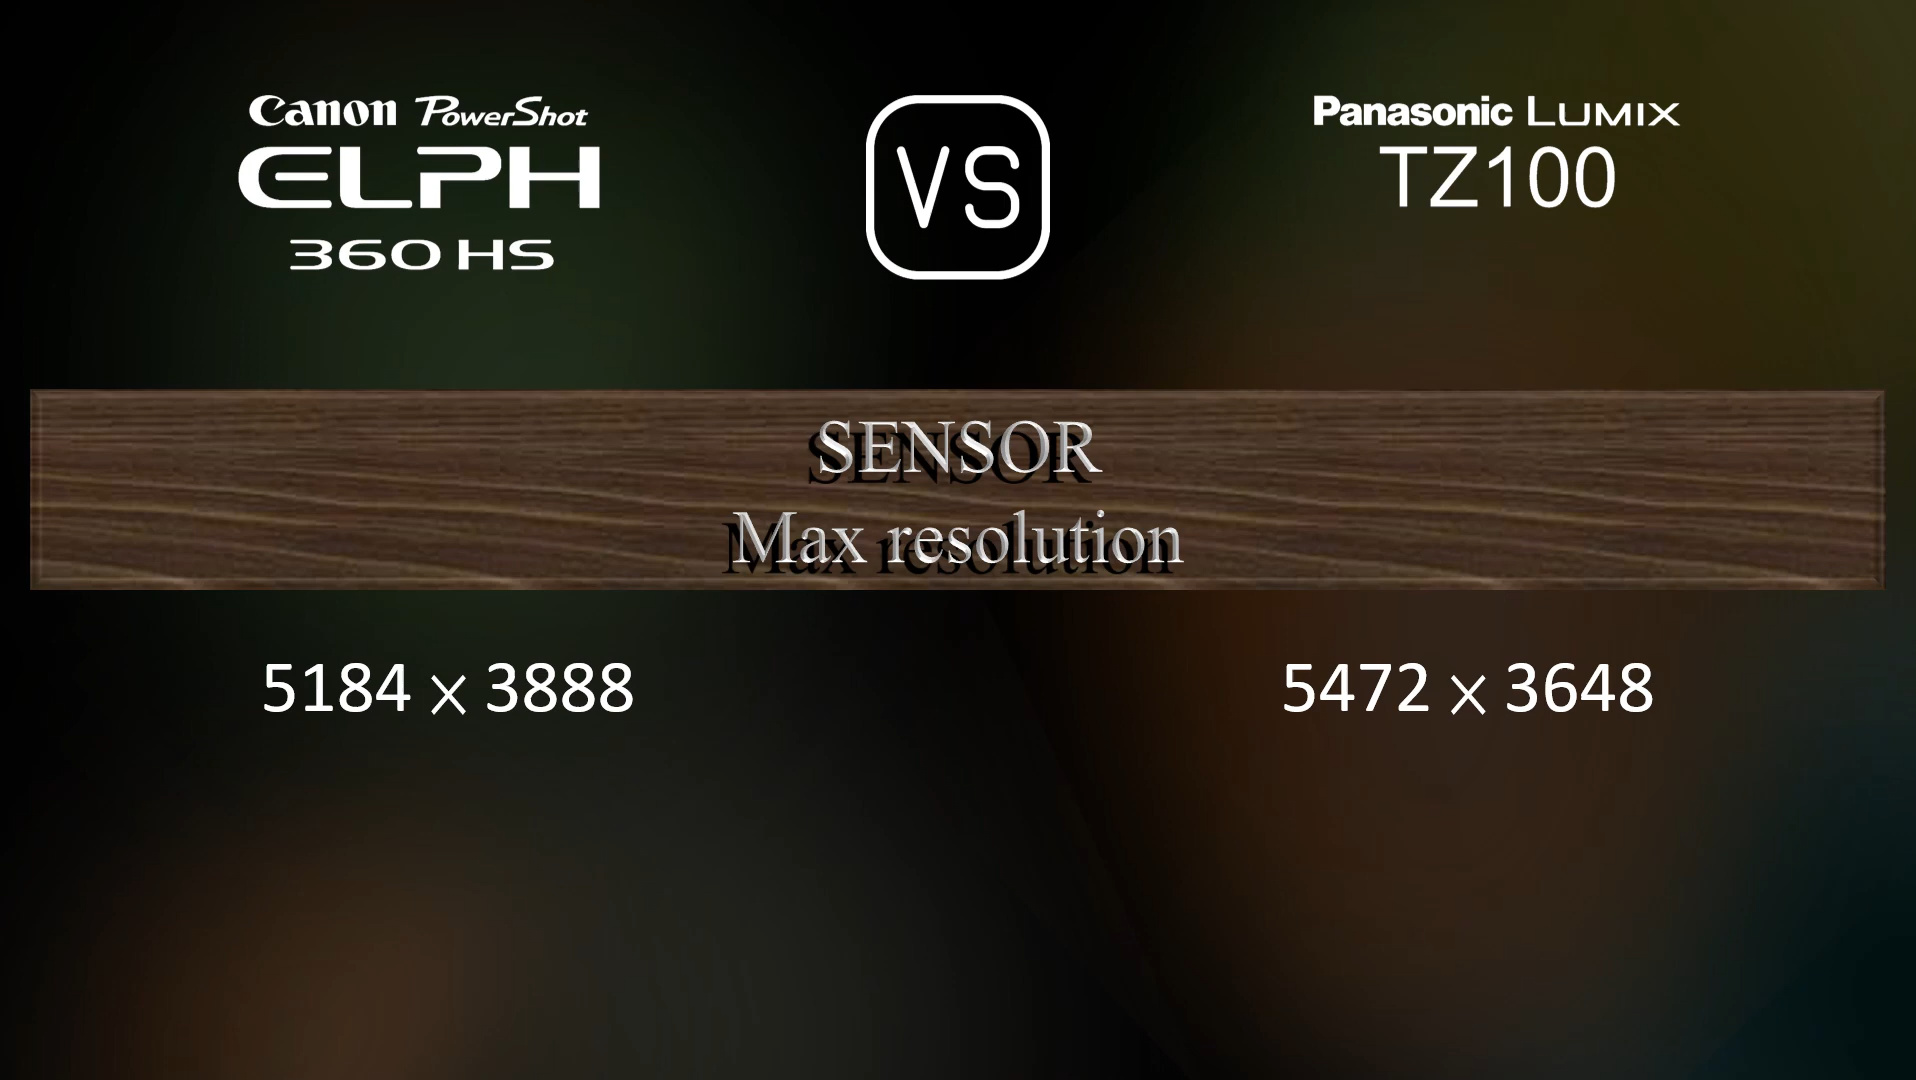 Canon PowerShot
ELPH
360 HS
VS
Panasonic LUMIX
TZ100
SENSOR
Max resolution
5184 x 3888
5472 x 3648